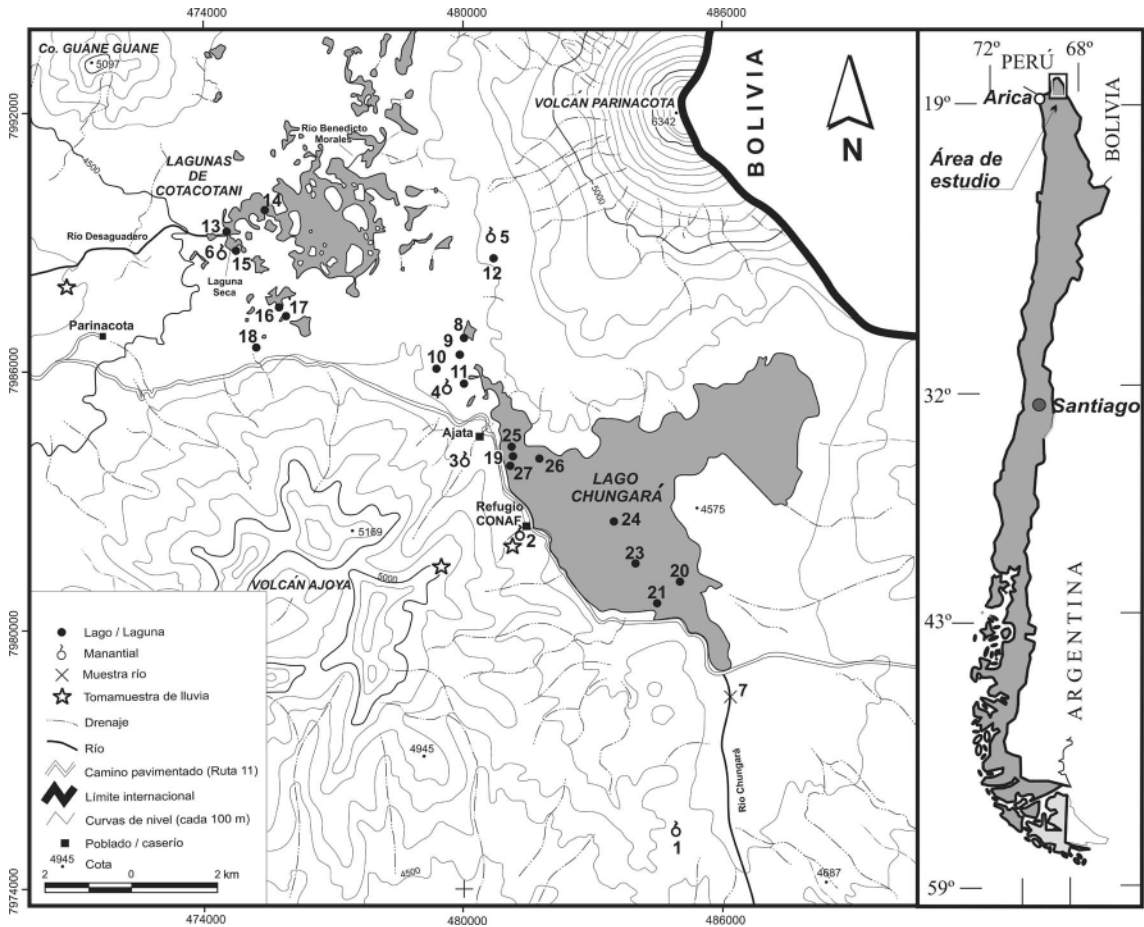 474000
480000
486000
7992000
7986000
7980000
7974000
Co. GUANE GUANE
5097
4500
LAGUNAS
DE
COTACOTANI
Río Benedicto
Morales
VOLCÁN PARINACOTA
6342
5000
BOLIVIA
N
Río Desaguadero
13
14
6
15
Laguna
Seca
5
12
16
17
18
Parinacota
8
9
10
11
4
Ajata
3
25
19
27
26
LAGO
CHUNGARÁ
4575
24
23
20
21
Refugio
CONAF
2
5169
VOLCÁN AJOYA
5000
7
Río Chungará
4945
4500
1
4687
Lago / Laguna
Manantial
Muestra río
Tomamuestra de lluvia
Drenaje
Río
Camino pavimentado (Ruta 11)
Límite internacional
Curvas de nivel (cada 100 m)
Poblado / caserío
4945
Cota
2 0 2 km
474000
480000
486000
72º
68º
PERÚ
Arica
19º
BOLIVIA
Área de
estudio
32º
Santiago
43º
ARGENTINA
59º